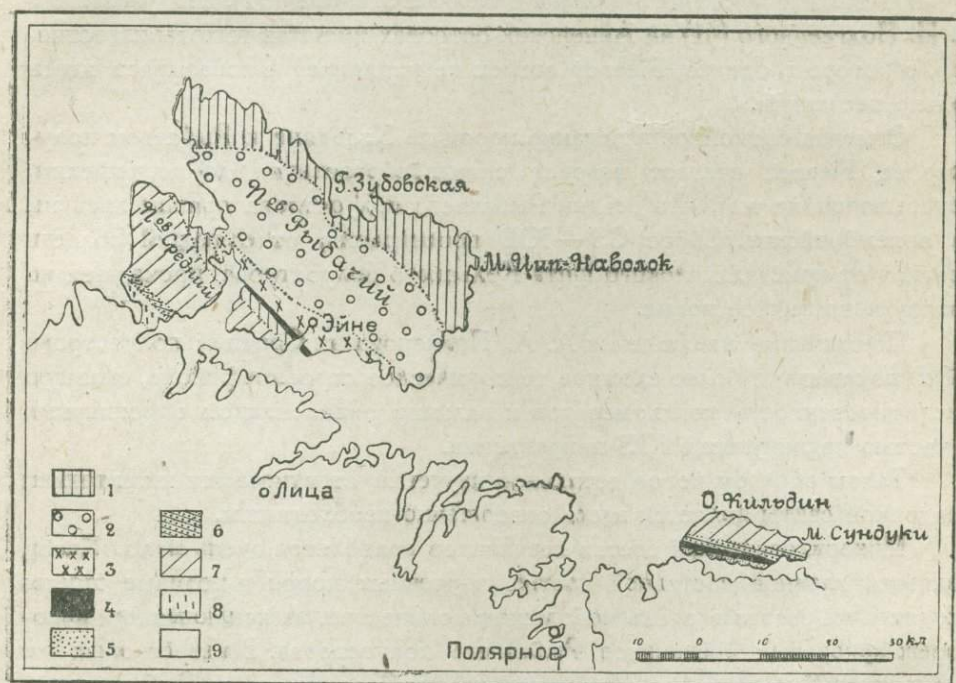 П-ов Рыбачий
П-ов Средний
Г. Зубовская
М. Цып-Наволок
Эйне
Лица
О. Кильдин
М. Сундуки
Полярное
1
2
3
4
5
6
7
8
9
10 0 10 20 30 км